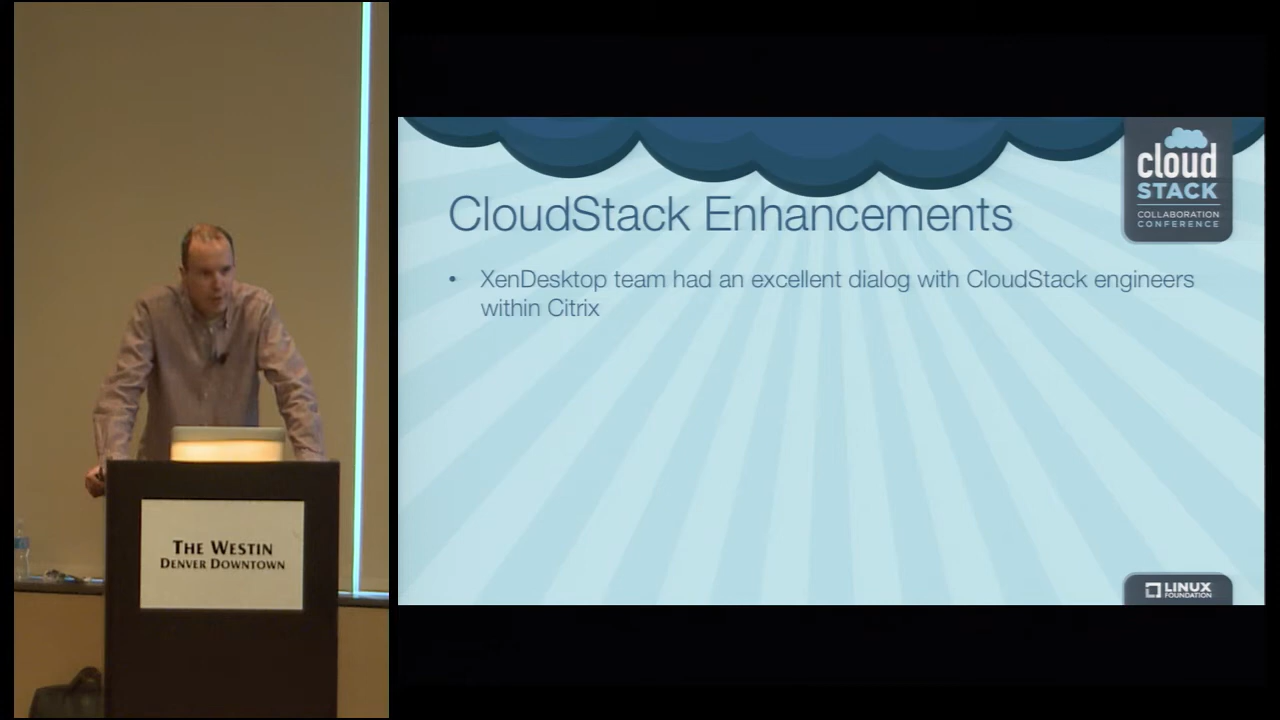 THE WESTIN
DENVER DOWNTOWN
cloud
STACK
COLLABORATION
CONFERENCE
CloudStack Enhancements
• XenDesktop team had an excellent dialog with CloudStack engineers
within Citrix
LINUX
FOUNDATION